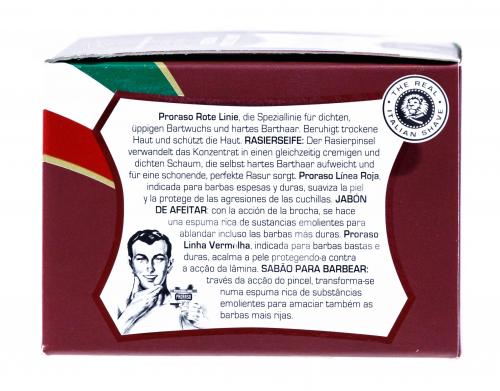 THE REAL
ITALIAN SHAVE
Proraso Rote Linie, die Speziallinie für dichten,
üppigen Bartwuchs und hartes Barthaar. Beruhigt trockene
Haut und schützt die Haut. RASIERSEIFE: Der Rasierpinsel
verwandelt das Konzentrat in einen gleichzeitig cremigen und
dichten Schaum, die selbst hartes Barthaar aufweicht und
für eine schonende, perfekte Rasur sorgt. Proraso Línea Roja,
indicada para barbas espesas y duras, suaviza la piel
y la protege de las agresiones de las cuchillas. JABÓN
DE AFEITAR: con la acción de la brocha, se hace
una espuma rica de sustancias emolientes para
ablandar incluso las barbas más duras. Proraso
Linha Vermelha, indicada para barbas bastas e
duras, acalma a pele protegendo-a contra
a acção da lâmina. SABÃO PARA BARBEAR:
través da acção do pincel, transforma-se
numa espuma rica de substâncias
emolientes para amaciar também as
barbas mais rijas.
PRORASO